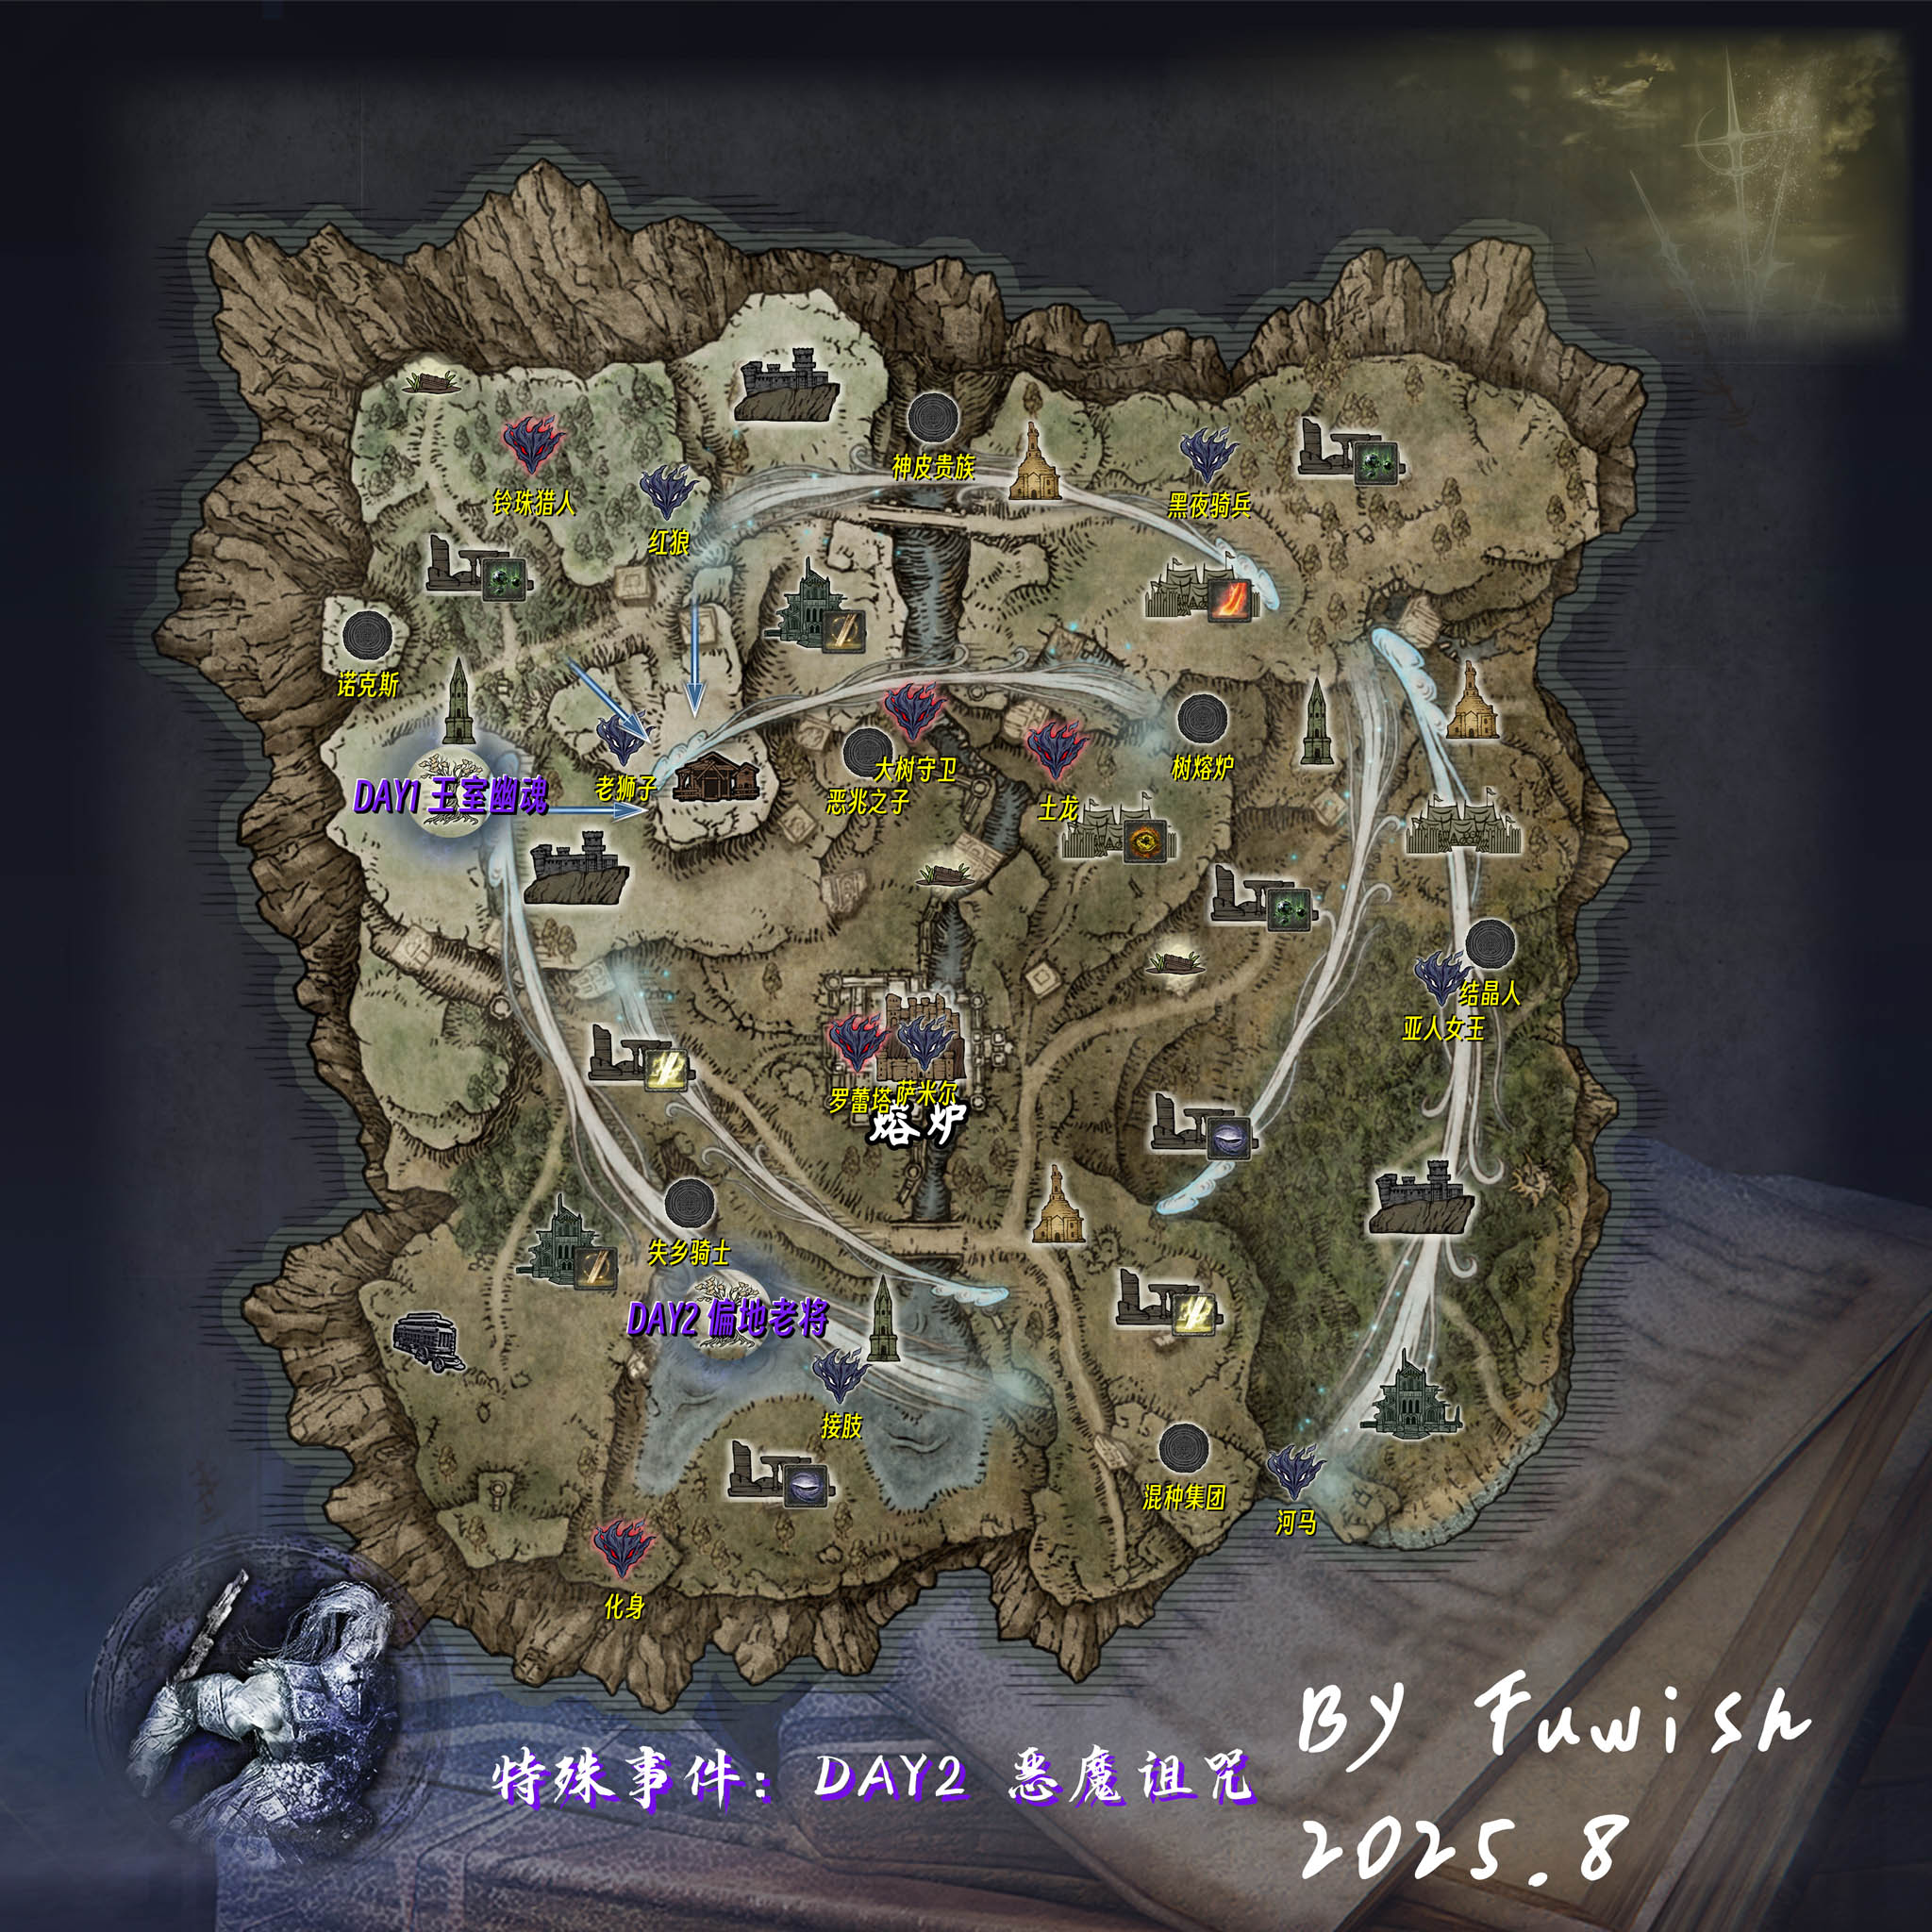 神皮贵族
铃珠猎人
黑夜骑兵
红狼
诺克斯
大树守卫
树熔炉
老狮子
DAY1 王室幽魂
恶兆之子
土龙
结晶人
亚人女王
罗蕾塔
萨米尔
熔炉
失乡骑士
DAY2 偏地老将
接肢
混种集团
河马
化身
By Fuwish
特殊事件：DAY2 恶魔诅咒
2025.8